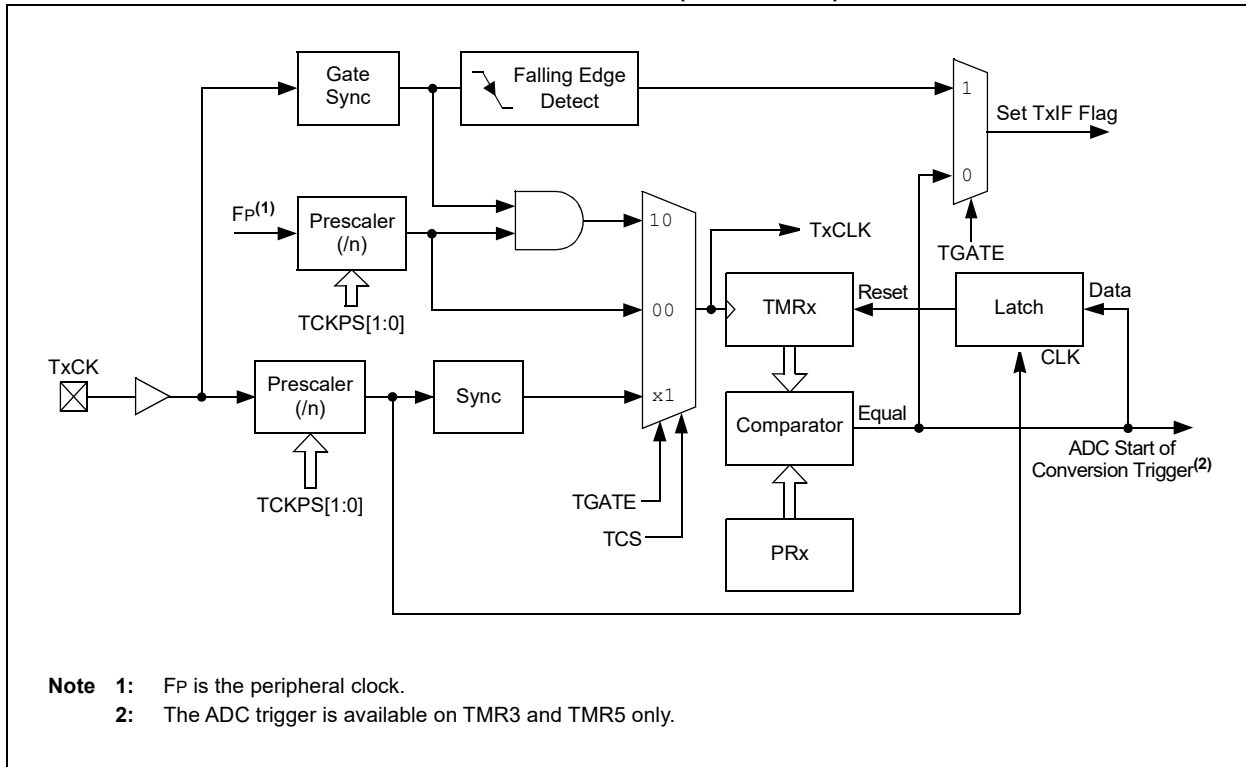 Gate
Sync
Falling Edge
Detect
1
Set TxIF Flag
0
TGATE
FP(1)
Prescaler
(/n)
TCKPS[1:0]
10
00
x1
TxCLK
TMRx
Reset
Latch
Data
CLK
TxCK
Prescaler
(/n)
TCKPS[1:0]
Sync
Comparator
Equal
ADC Start of
Conversion Trigger(2)
TGATE
TCS
PRx
Note 1: FP is the peripheral clock.
2: The ADC trigger is available on TMR3 and TMR5 only.